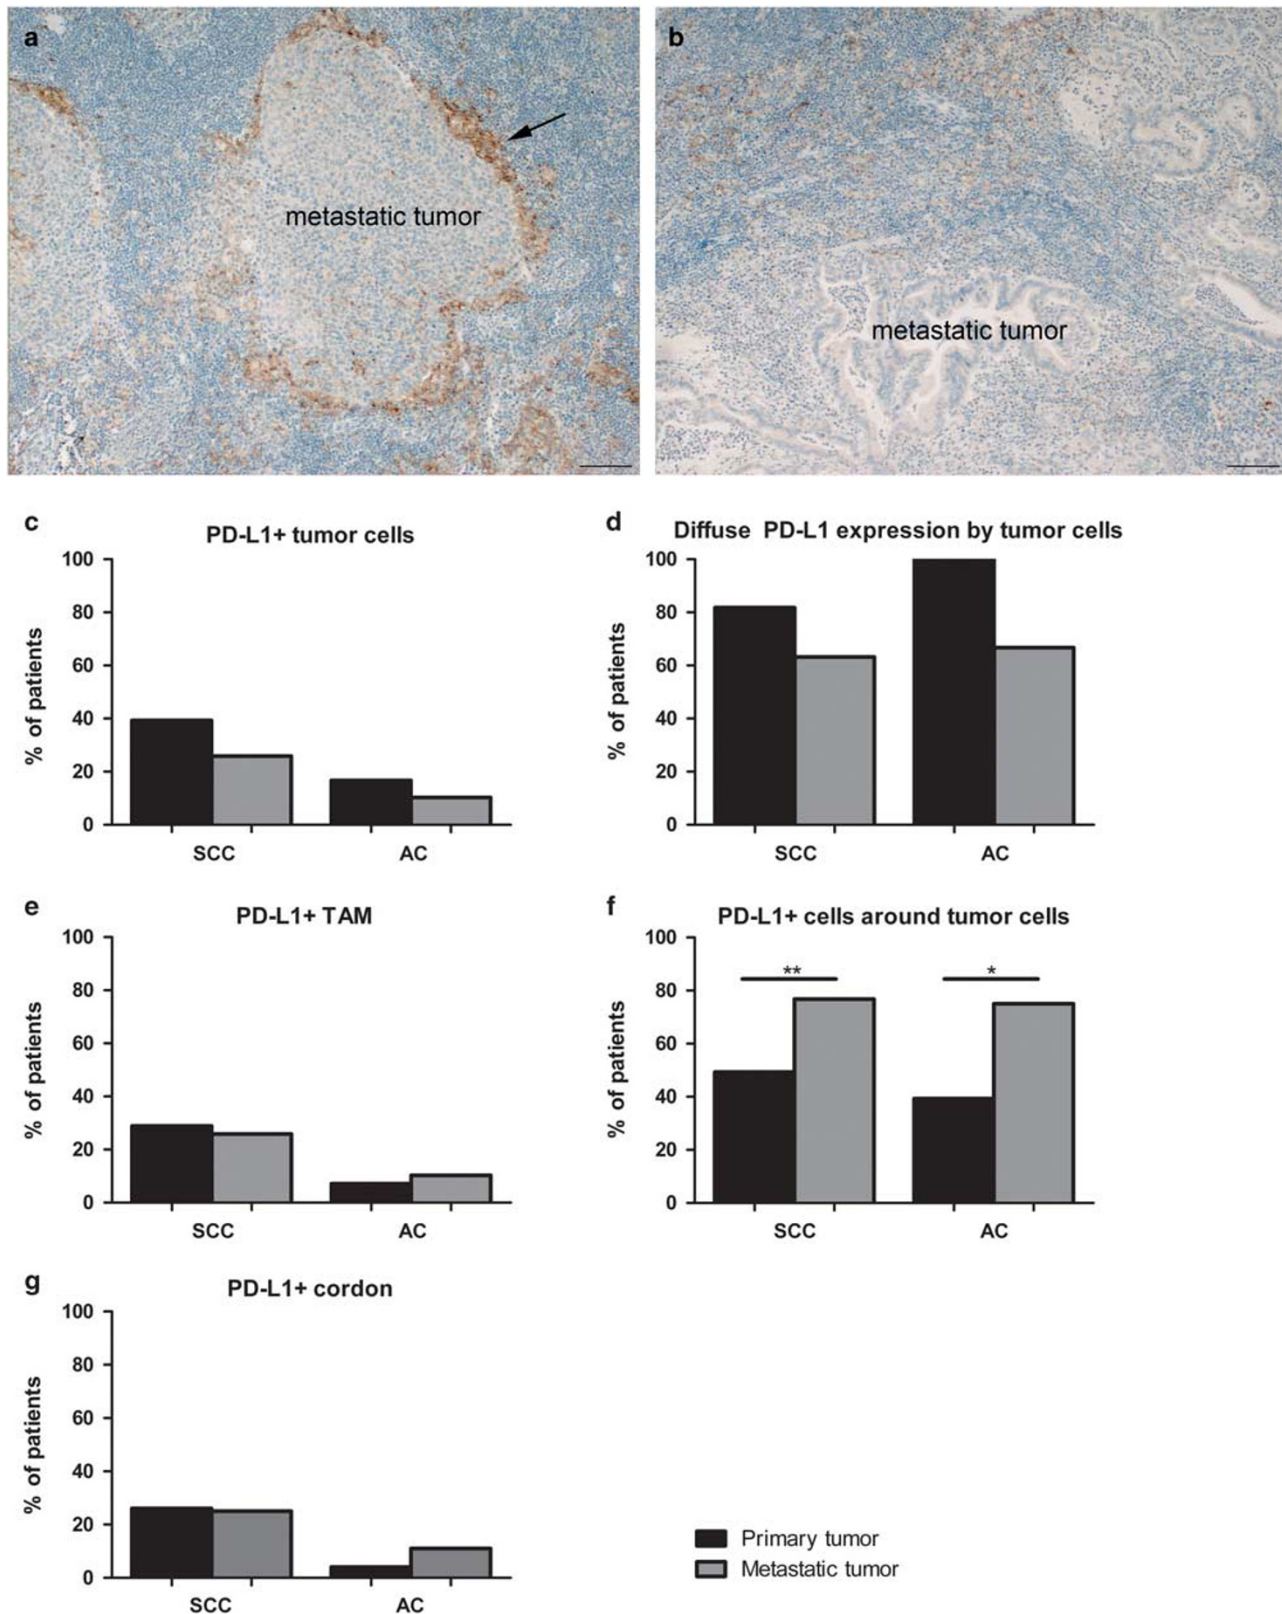 a
b
metastatic tumor
metastatic tumor
c
PD-L1+ tumor cells
% of patients
100
80
60
40
20
0
SCC
AC
d
Diffuse PD-L1 expression by tumor cells
% of patients
100
80
60
40
20
0
SCC
AC
e
PD-L1+ TAM
% of patients
100
80
60
40
20
0
SCC
AC
f
PD-L1+ cells around tumor cells
% of patients
100
80
60
40
20
0
**
*
SCC
AC
g
PD-L1+ cordon
% of patients
100
80
60
40
20
0
SCC
AC
Primary tumor
Metastatic tumor